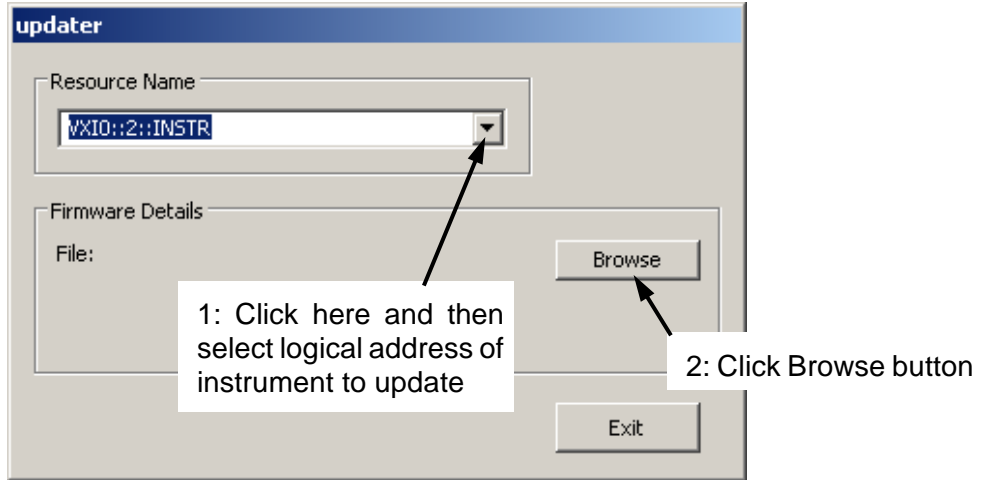 updater
Resource Name
VXI0::2::INSTR
Firmware Details
File:
Browse
1: Click here and then
select logical address of
instrument to update
2: Click Browse button
Exit